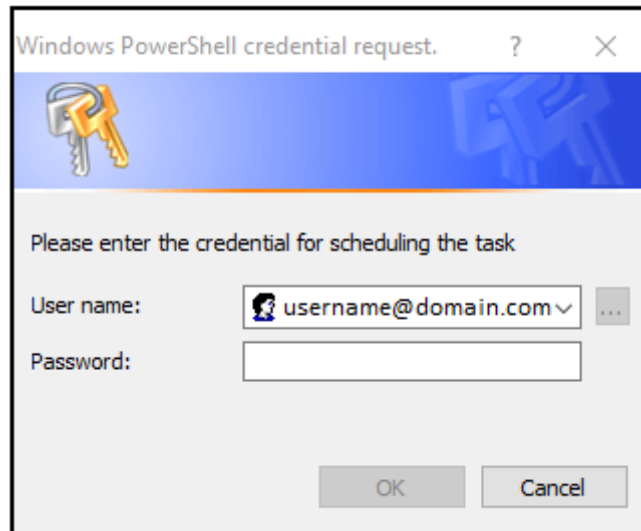 Windows PowerShell credential request. ?
Please enter the credential for scheduling the task
User name: username@domain.com ...
Password:
OK Cancel